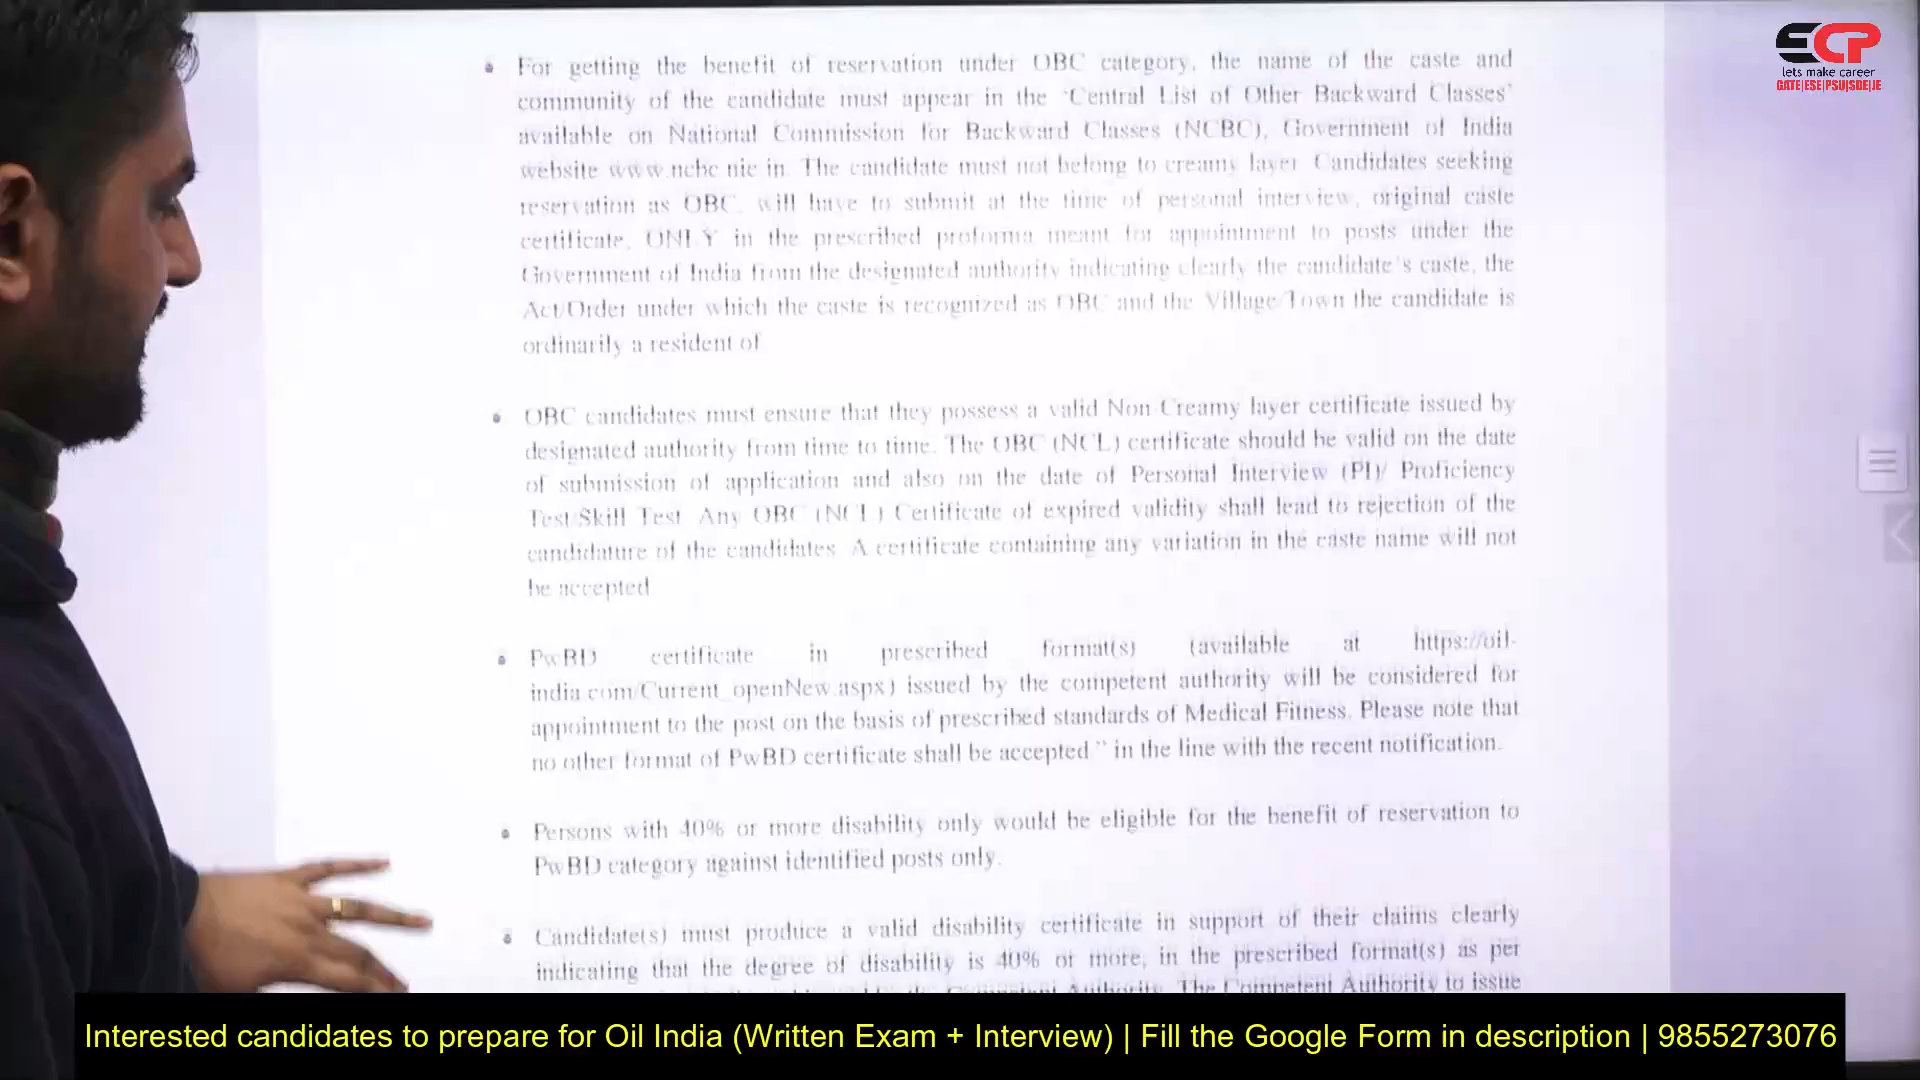 ECP
lets make career
GATE|ESE|PSU|SDE|JE
• For getting the benefit of reservation under OBC category, the name of the caste and
community of the candidate must appear in the 'Central List of Other Backward Classes'
available on National Commission for Backward Classes (NCBC), Government of India
website www.ncbc.nic.in. The candidate must not belong to creamy layer. Candidates seeking
reservation as OBC, will have to submit at the time of personal interview, original caste
certificate, ONLY in the prescribed proforma meant for appointment to posts under the
Government of India from the designated authority indicating clearly the candidate's caste, the
Act/Order under which the caste is recognized as OBC and the Village/Town the candidate is
ordinarily a resident of
• OBC candidates must ensure that they possess a valid Non-Creamy layer certificate issued by
designated authority from time to time. The OBC (NCL) certificate should be valid on the date
of submission of application and also on the date of Personal Interview (PI)/ Proficiency
Test/Skill Test. Any OBC (NCL) Certificate of expired validity shall lead to rejection of the
candidature of the candidates. A certificate containing any variation in the caste name will not
be accepted
• PwBD certificate in prescribed format(s) (available at https://oil-
india.com/Current_openNew.aspx) issued by the competent authority will be considered for
appointment to the post on the basis of prescribed standards of Medical Fitness. Please note that
no other format of PwBD certificate shall be accepted " in the line with the recent notification.
• Persons with 40% or more disability only would be eligible for the benefit of reservation to
PwBD category against identified posts only.
• Candidate(s) must produce a valid disability certificate in support of their claims clearly
indicating that the degree of disability is 40% or more, in the prescribed format(s) as per
Competent Authority. The Competent Authority to issue
Interested candidates to prepare for Oil India (Written Exam + Interview) | Fill the Google Form in description | 9855273076